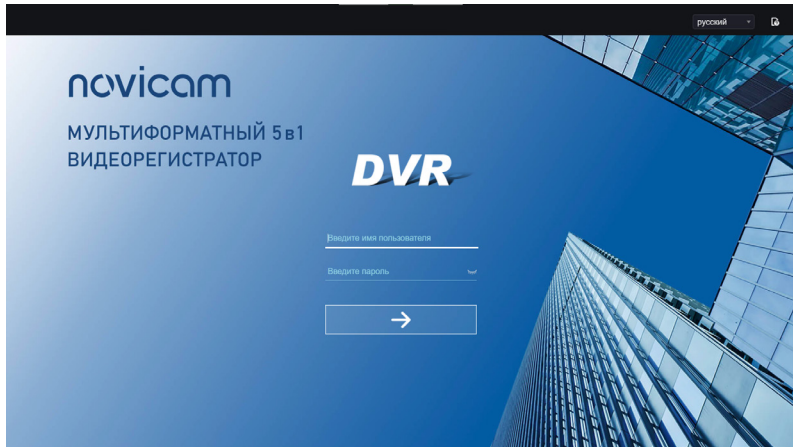 русский
novicam
МУЛЬТИФОРМАТНЫЙ 5в1
ВИДЕОРЕГИСТРАТОР
DVR
Введите имя пользователя
Введите пароль